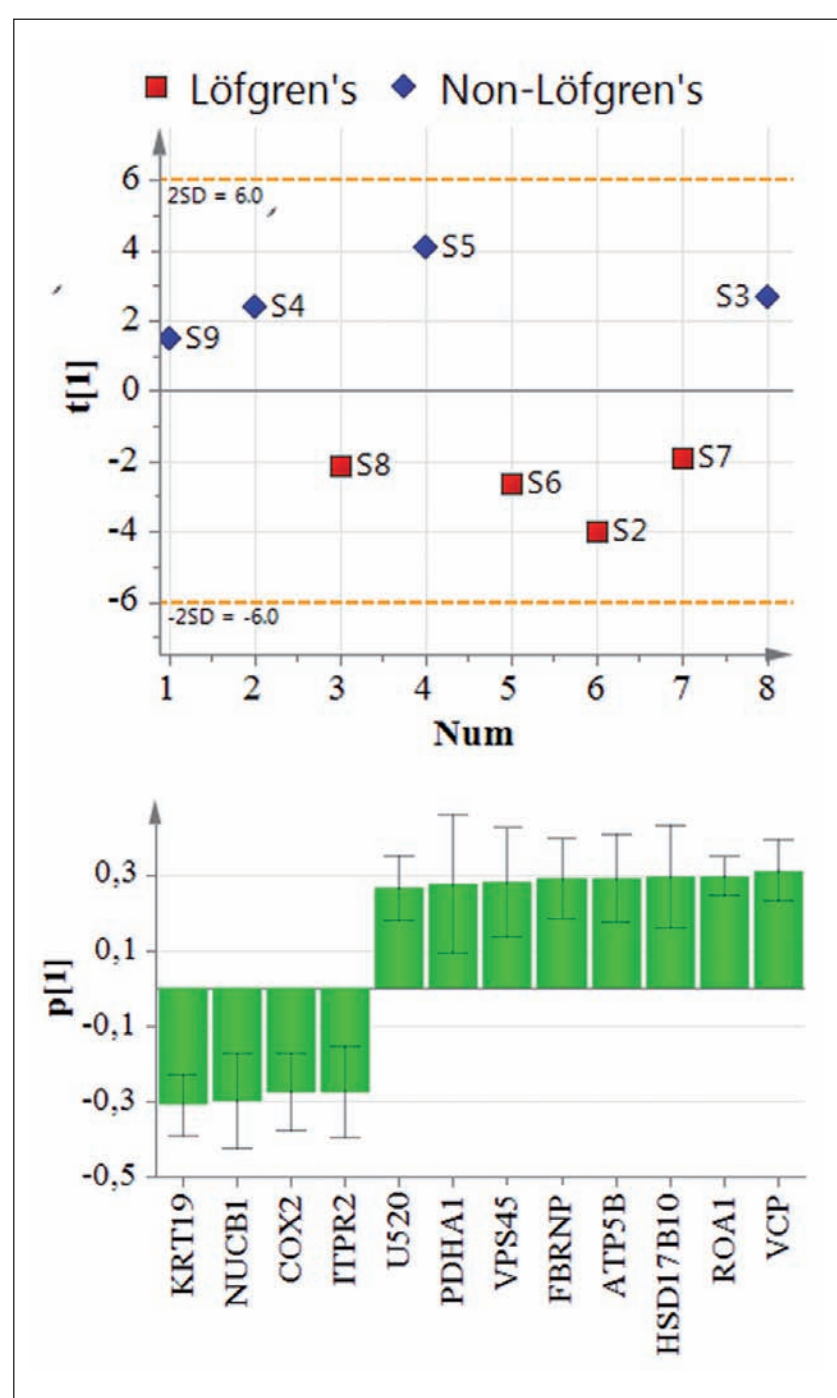 Löfgren's Non-Löfgren's
6
2SD = 6.0
4
S5
S3
S4
2
S9
t[1]
0
-2
S8
S7
S6
-4
S2
-6
-2SD = -6.0
1 2 3 4 5 6 7 8
Num
0,3
0,1
p[1]
-0,1
-0,3
-0,5
KRT19
NUCB1
COX2
ITPR2
U520
PDHA1
VPS45
FBRNP
ATP5B
HSD17B10
ROA1
VCP